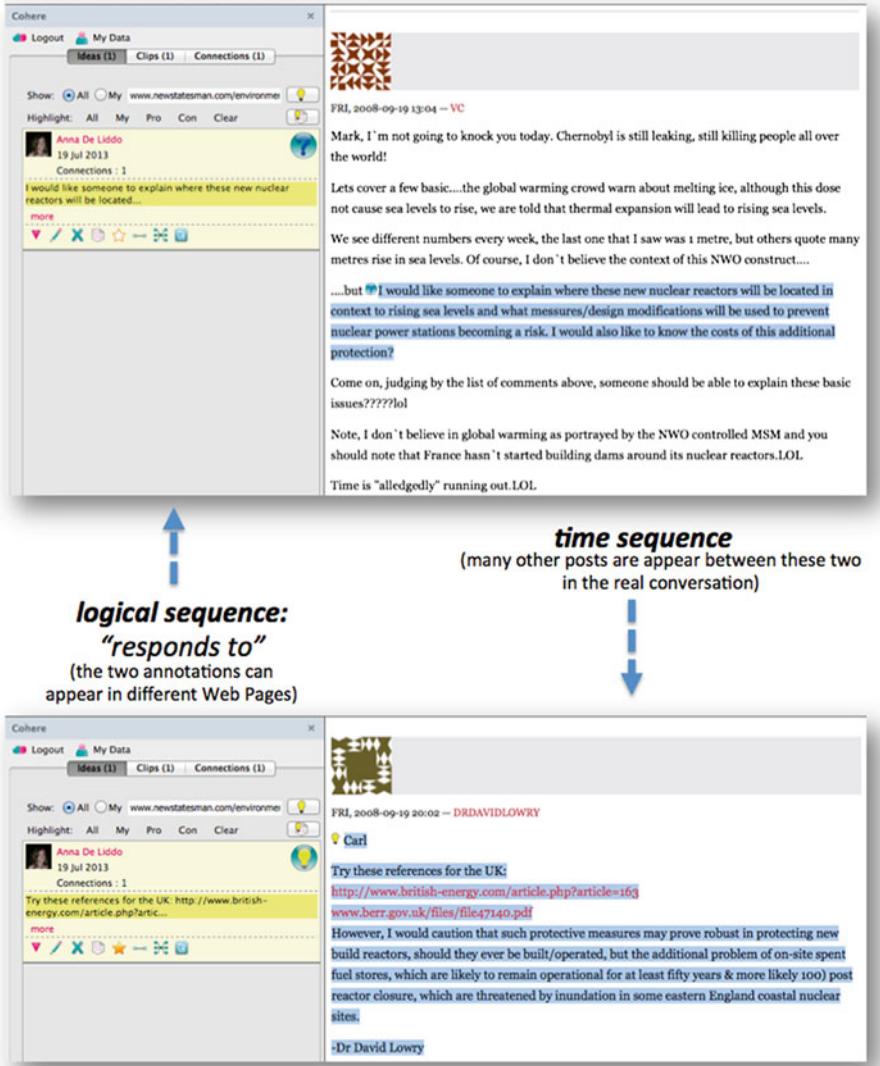 Cohere
Logout My Data
Ideas (1) Clips (1) Connections (1)
Show: All My www.newstatesman.com/environmer
Highlight: All My Pro Con Clear
Anna De Liddo
19 Jul 2013
Connections : 1
I would like someone to explain where these new nuclear
reactors will be located...
more
FRI, 2008-09-19 13:04 — VC
Mark, I`m not going to knock you today. Chernobyl is still leaking, still killing people all over
the world!
Lets cover a few basic....the global warming crowd warn about melting ice, although this dose
not cause sea levels to rise, we are told that thermal expansion will lead to rising sea levels.
We see different numbers every week, the last one that I saw was 1 metre, but others quote many
metres rise in sea levels. Of course, I don`t believe the context of this NWO construct....
....but I would like someone to explain where these new nuclear reactors will be located in
context to rising sea levels and what messures/design modifications will be used to prevent
nuclear power stations becoming a risk. I would also like to know the costs of this additional
protection?
Come on, judging by the list of comments above, someone should be able to explain these basic
issues?????lol
Note, I don`t believe in global warming as portrayed by the NWO controlled MSM and you
should note that France hasn`t started building dams around its nuclear reactors.LOL
Time is "alledgedly" running out.LOL
time sequence
(many other posts are appear between these two
in the real conversation)
logical sequence:
“responds to”
(the two annotations can
appear in different Web Pages)
Cohere
Logout My Data
Ideas (1) Clips (1) Connections (1)
Show: All My www.newstatesman.com/environmer
Highlight: All My Pro Con Clear
Anna De Liddo
19 Jul 2013
Connections : 1
Try these references for the UK: http://www.british-
energy.com/article.php?artic...
more
FRI, 2008-09-19 20:02 — DRDAVIDLOWRY
Carl
Try these references for the UK:
http://www.british-energy.com/article.php?article=163
www.berr.gov.uk/files/file47140.pdf
However, I would caution that such protective measures may prove robust in protecting new
build reactors, should they ever be built/operated, but the additional problem of on-site spent
fuel stores, which are likely to remain operational for at least fifty years & more likely 100) post
reactor closure, which are threatened by inundation in some eastern England coastal nuclear
sites.
-Dr David Lowry